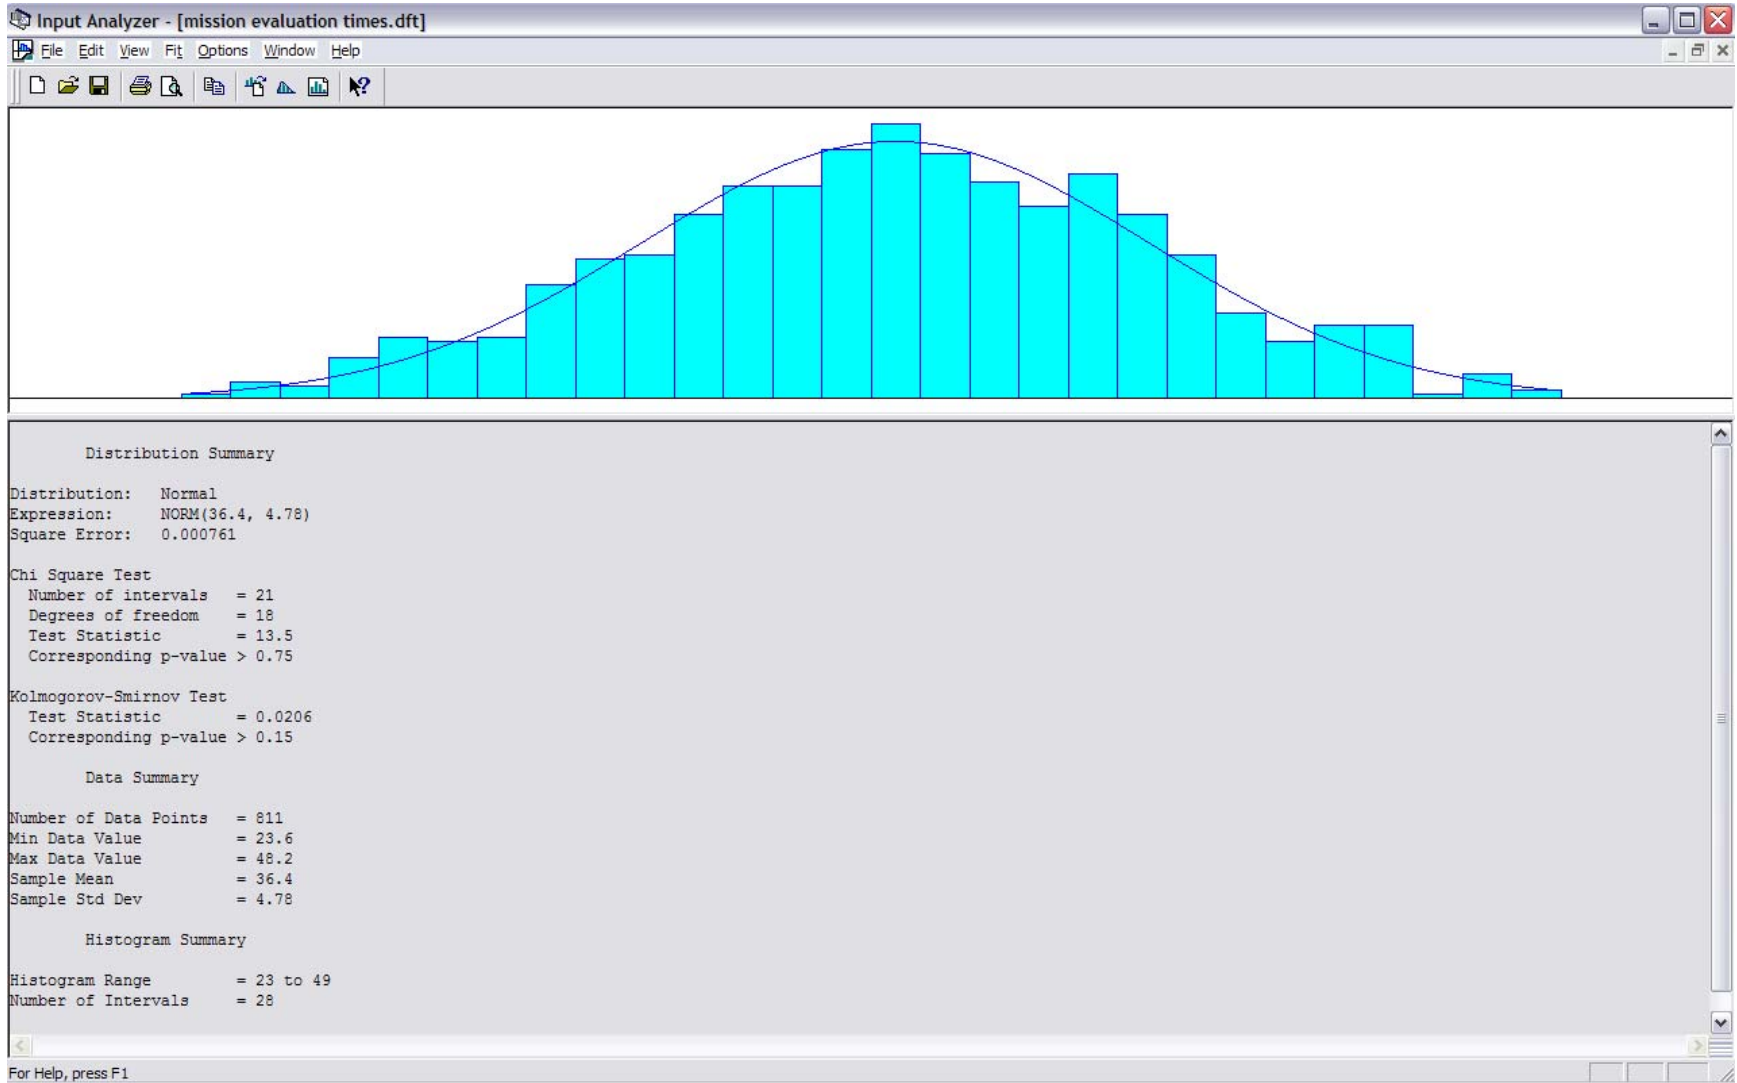 Input Analyzer - [mission evaluation times.dft]
File Edit View Fit Options Window Help
Distribution Summary
Distribution: Normal
Expression: NORM(36.4, 4.78)
Square Error: 0.000761
Chi Square Test
Number of intervals = 21
Degrees of freedom = 18
Test Statistic = 13.5
Corresponding p-value > 0.75
Kolmogorov-Smirnov Test
Test Statistic = 0.0206
Corresponding p-value > 0.15
Data Summary
Number of Data Points = 811
Min Data Value = 23.6
Max Data Value = 48.2
Sample Mean = 36.4
Sample Std Dev = 4.78
Histogram Summary
Histogram Range = 23 to 49
Number of Intervals = 28
For Help, press F1